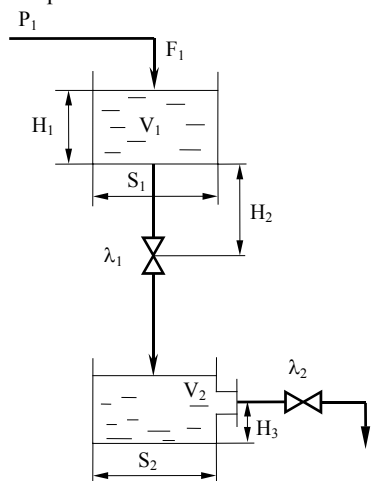 P₁
F₁
H₁
V₁
S₁
H₂
λ₁
λ₂
V₂
H₃
S₂